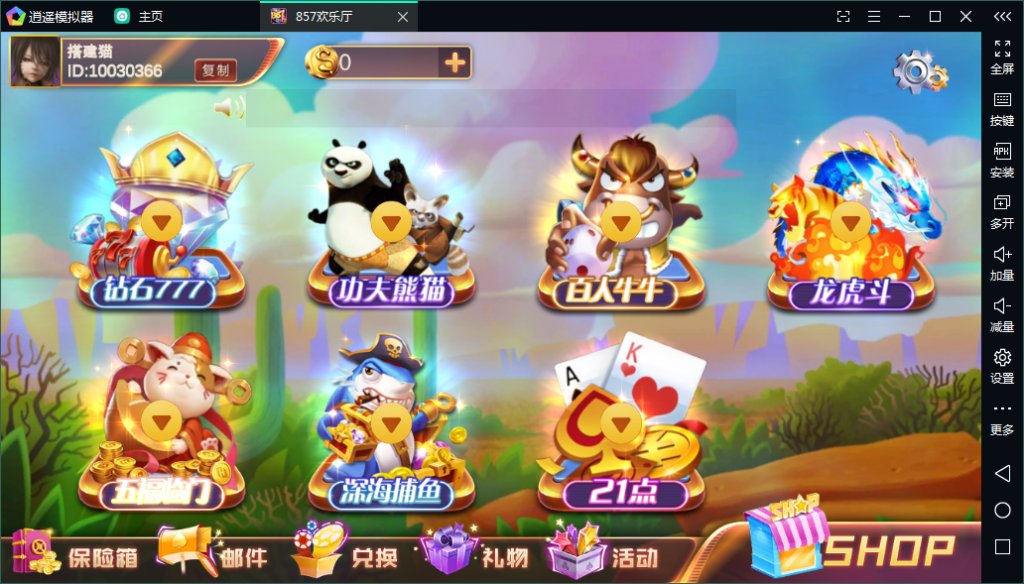 逍遥模拟器
主页
857欢乐厅
搭建猫
ID:10030366
复制
0
全屏
按键
APK
安装
多开
加量
减量
设置
更多
钻石777
功夫熊猫
百人牛牛
龙虎斗
五福临门
深海捕鱼
A
K
21点
保险箱
邮件
兑换
礼物
活动
SHOP
SHOP